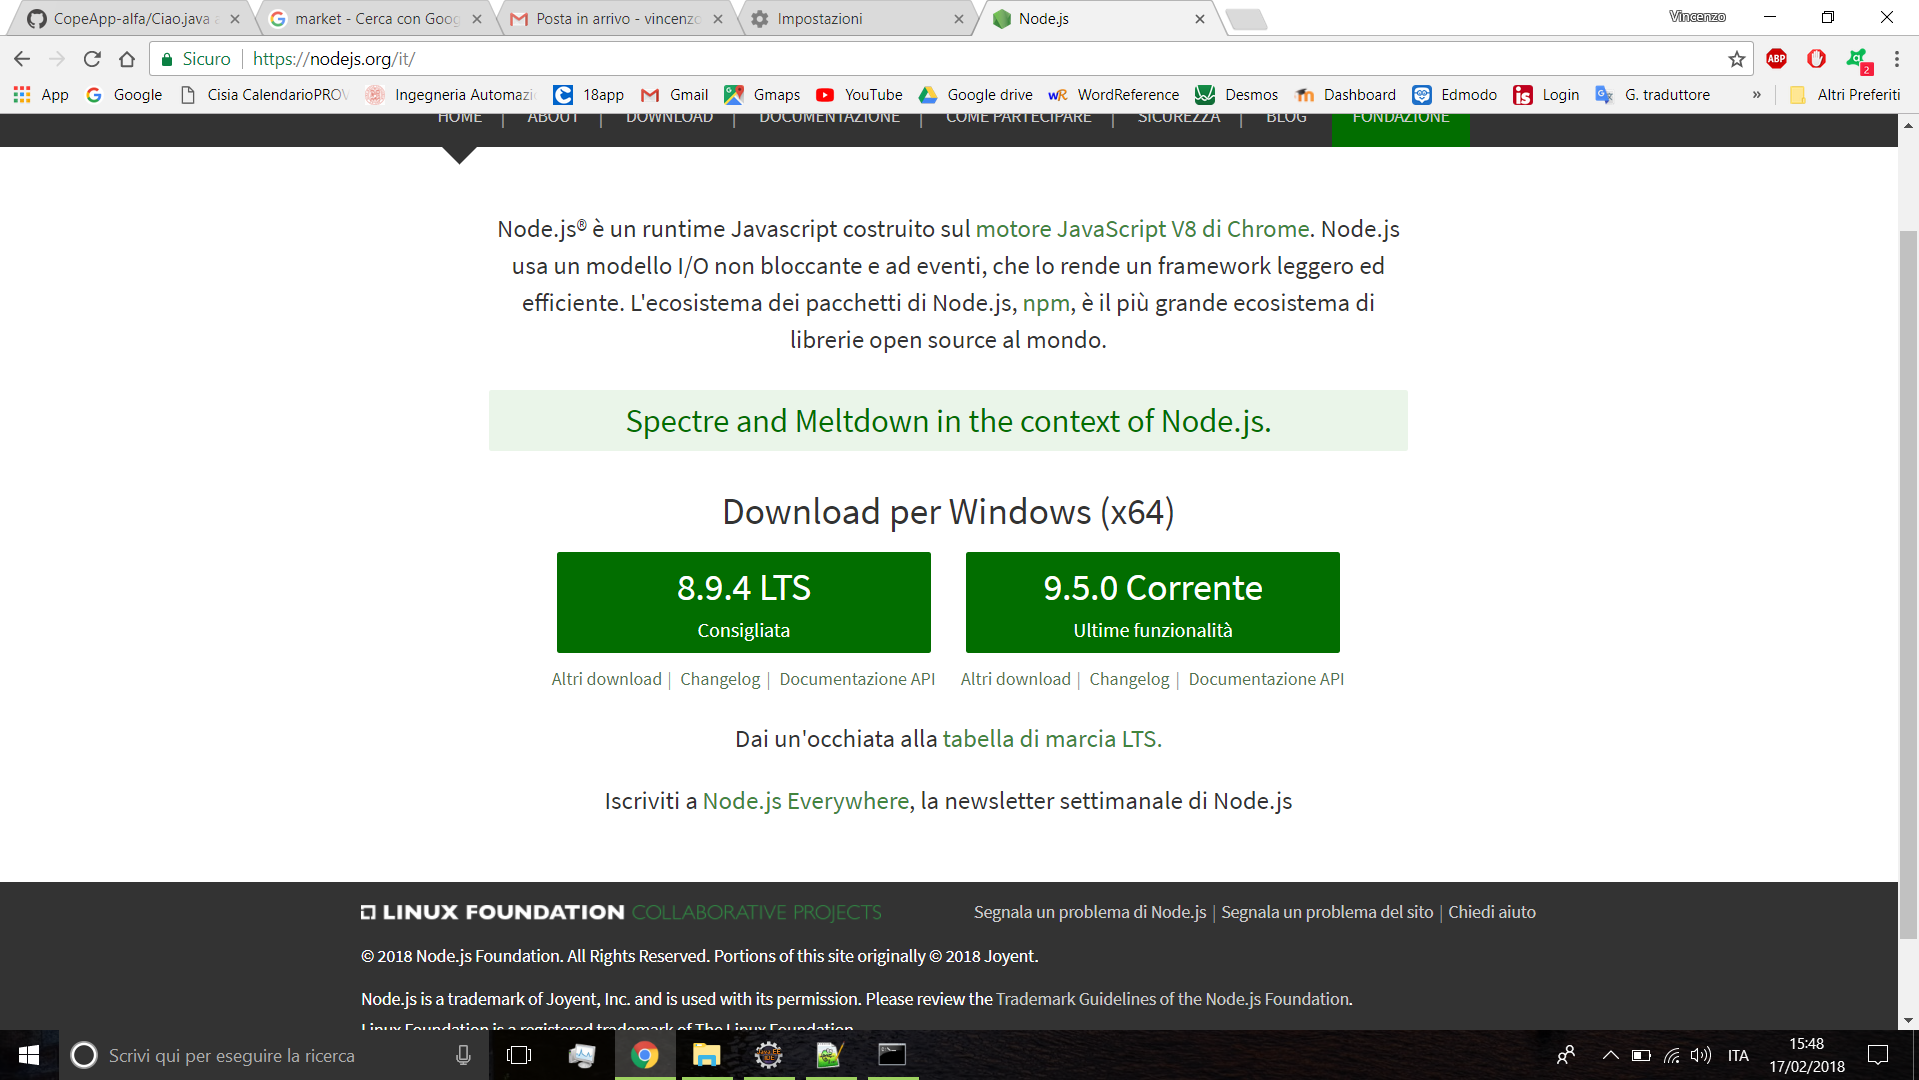 CopeApp-alfa/Ciao.java a
market - Cerca con Goog
Posta in arrivo - vincenzo
Impostazioni
Node.js
Vincenzo
Sicuro
https://nodejs.org/it/
ABP
2
App
Google
Cisia CalendarioPROV
Ingegneria Automazi
18app
Gmail
Gmaps
YouTube
Google drive
WordReference
Desmos
Dashboard
Edmodo
Login
G. traduttore
»
Altri Preferiti
HOME | ABOUT | DOWNLOAD | DOCUMENTAZIONE | COME PARTECIPARE | SICUREZZA | BLOG FONDAZIONE
Node.js® è un runtime Javascript costruito sul motore JavaScript V8 di Chrome. Node.js
usa un modello I/O non bloccante e ad eventi, che lo rende un framework leggero ed
efficiente. L'ecosistema dei pacchetti di Node.js, npm, è il più grande ecosistema di
librerie open source al mondo.
Spectre and Meltdown in the context of Node.js.
Download per Windows (x64)
8.9.4 LTS
Consigliata
9.5.0 Corrente
Ultime funzionalità
Altri download | Changelog | Documentazione API
Altri download | Changelog | Documentazione API
Dai un'occhiata alla tabella di marcia LTS.
Iscriviti a Node.js Everywhere, la newsletter settimanale di Node.js
LINUX FOUNDATION COLLABORATIVE PROJECTS
Segnala un problema di Node.js | Segnala un problema del sito | Chiedi aiuto
© 2018 Node.js Foundation. All Rights Reserved. Portions of this site originally © 2018 Joyent.
Node.js is a trademark of Joyent, Inc. and is used with its permission. Please review the Trademark Guidelines of the Node.js Foundation.
Linux Foundation is a registered trademark of The Linux Foundation.
Scrivi qui per eseguire la ricerca
ITA
15:48
17/02/2018